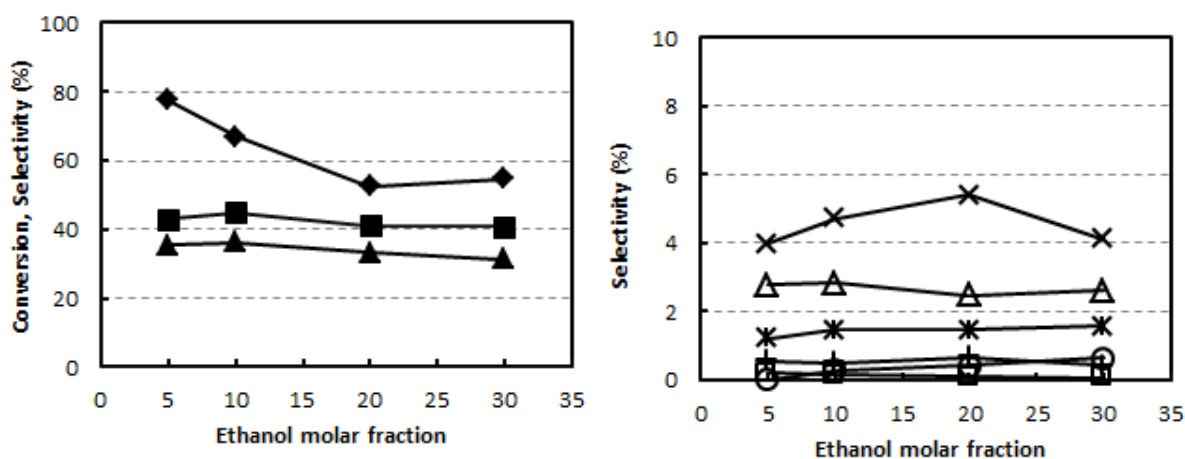 Conversion, Selectivity (%)
100
80
60
40
20
0
0 5 10 15 20 25 30 35
Ethanol molar fraction
Selectivity (%)
10
8
6
4
2
0
0 5 10 15 20 25 30 35
Ethanol molar fraction